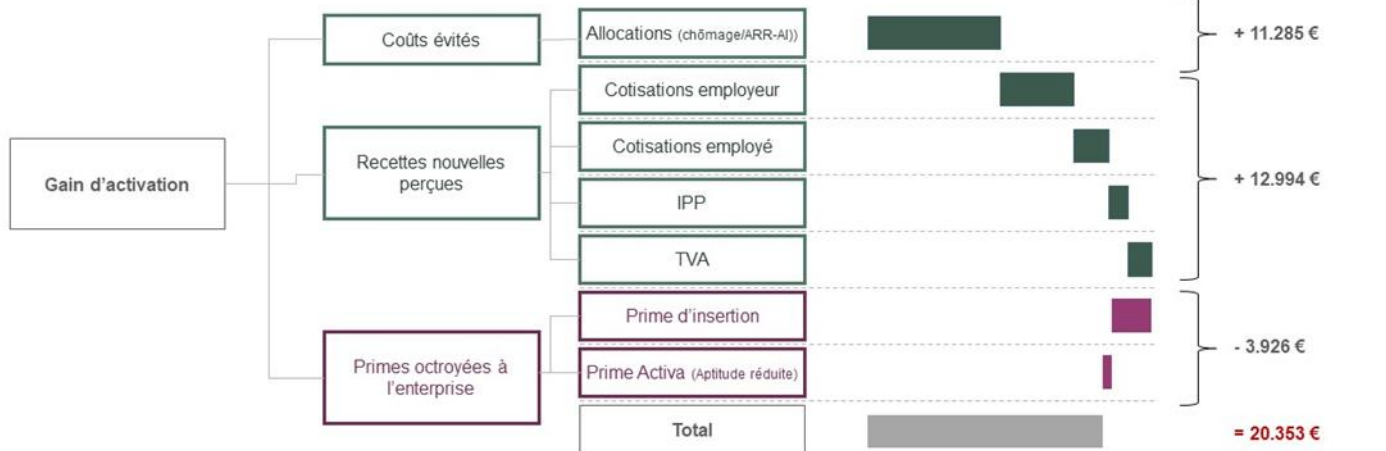 Coûts évités
Allocations (chômage/ARR-AI))
+ 11.285 €
Cotisations employeur
Cotisations employé
Recettes nouvelles
perçues
+ 12.994 €
Gain d'activation
IPP
TVA
Prime d'insertion
Primes octroyées à
l'enterprise
- 3.926 €
Prime Activa (Aptitude réduite)
Total
= 20.353 €